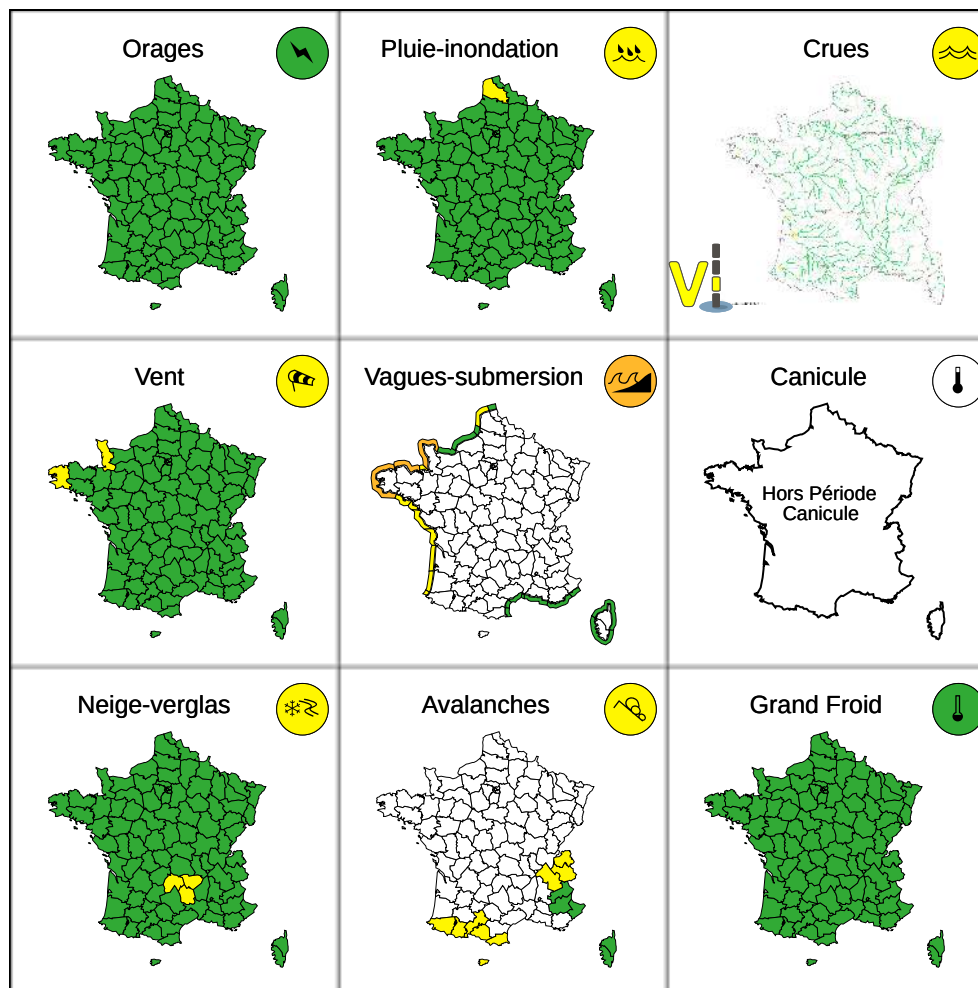 Orages
Pluie-inondation
Crues
Vent
Vagues-submersion
Canicule
Hors Période
Canicule
Neige-verglas
Avalanches
Grand Froid